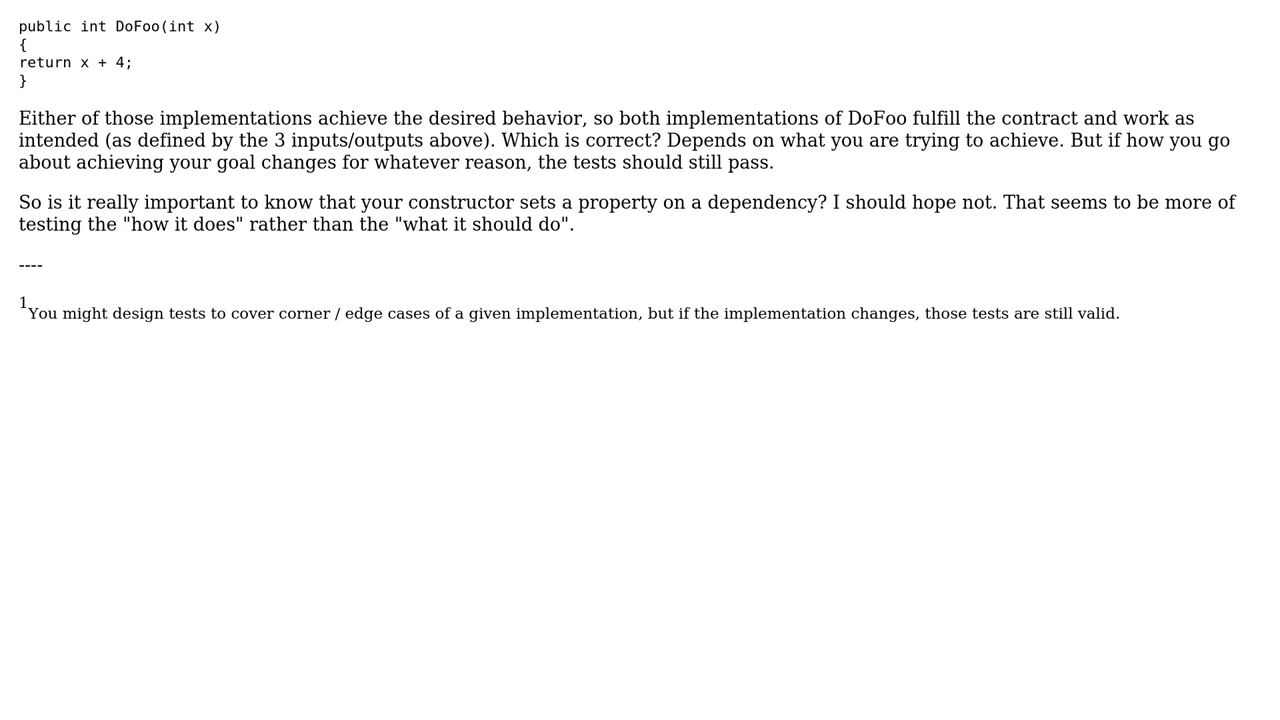 public int DoFoo(int x)
{
return x + 4;
}
Either of those implementations achieve the desired behavior, so both implementations of DoFoo fulfill the contract and work as
intended (as defined by the 3 inputs/outputs above). Which is correct? Depends on what you are trying to achieve. But if how you go
about achieving your goal changes for whatever reason, the tests should still pass.
So is it really important to know that your constructor sets a property on a dependency? I should hope not. That seems to be more of
testing the "how it does" rather than the "what it should do".
----
1You might design tests to cover corner / edge cases of a given implementation, but if the implementation changes, those tests are still valid.